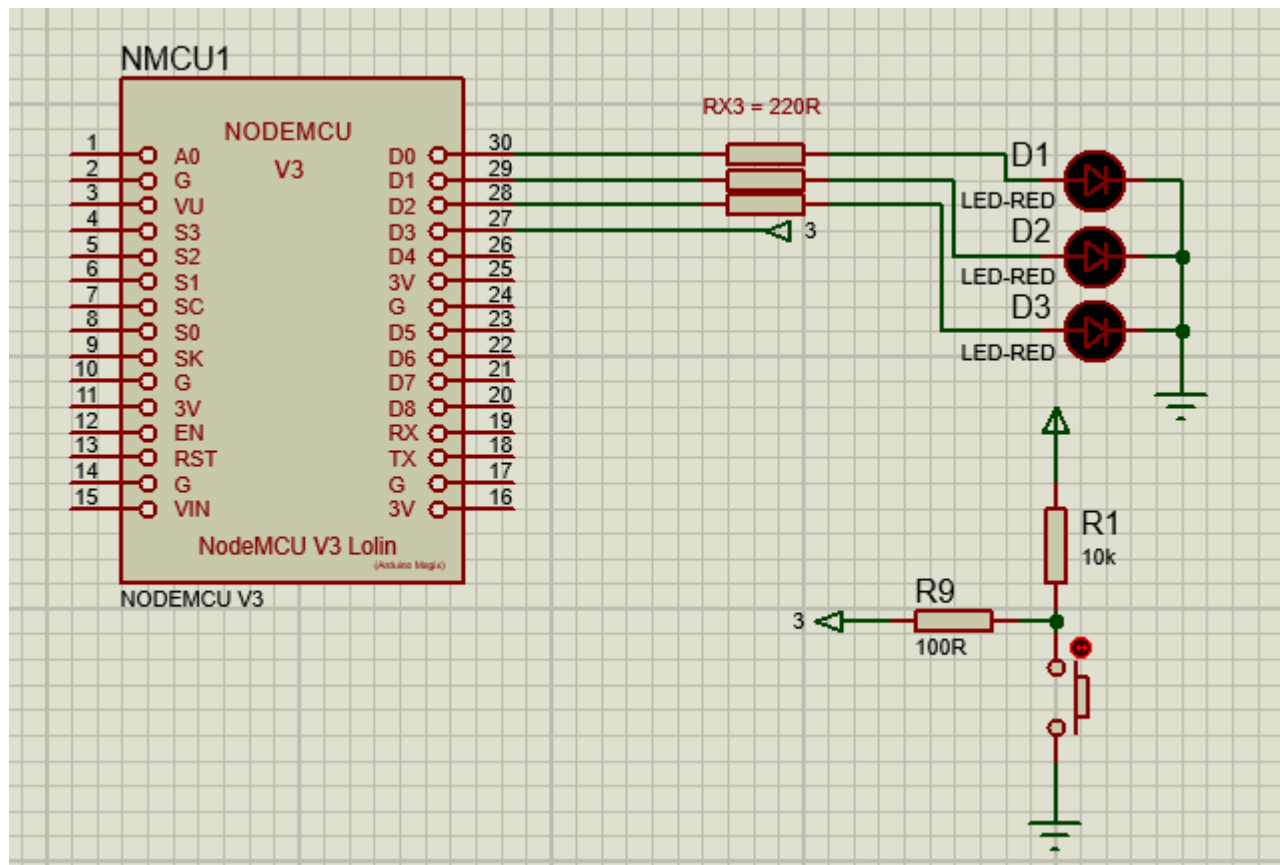 NMCU1
NODEMCU
V3
RX3 = 220R
1 A0 D0 30
2 G D1 29
3 VU D2 28
4 S3 D3 27 3
5 S2 D4 26
6 S1 3V 25
7 SC G 24
8 S0 D5 23
9 SK D6 22
10 G D7 21
11 3V D8 20
12 EN RX 19
13 RST TX 18
14 G G 17
15 VIN 3V 16
NodeMCU V3 Lolin
(Arduino Magix)
NODEMCU V3
D1
LED-RED
D2
LED-RED
D3
LED-RED
R1
10k
R9
3
100R